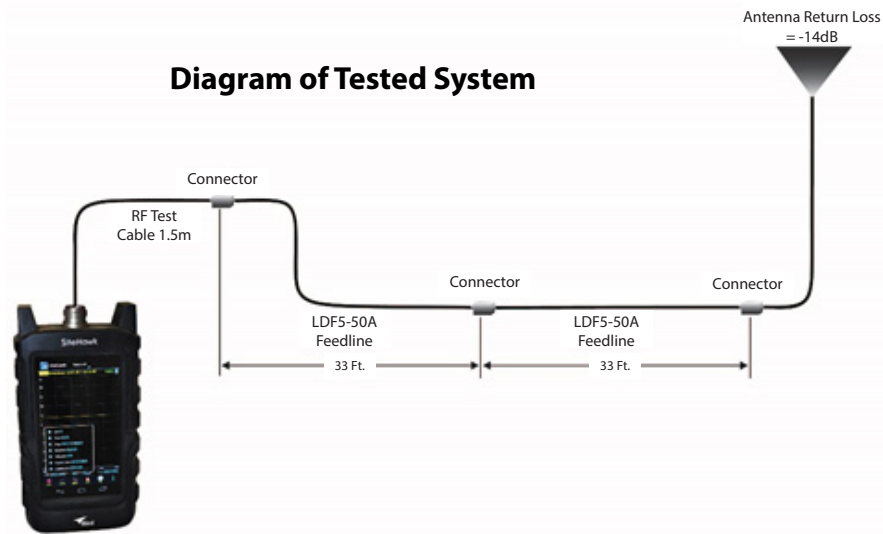 Antenna Return Loss
= -14dB
Diagram of Tested System
Connector
RF Test
Cable 1.5m
Connector
Connector
LDF5-50A
Feedline
LDF5-50A
Feedline
33 Ft.
33 Ft.
SiteHawk
Bird